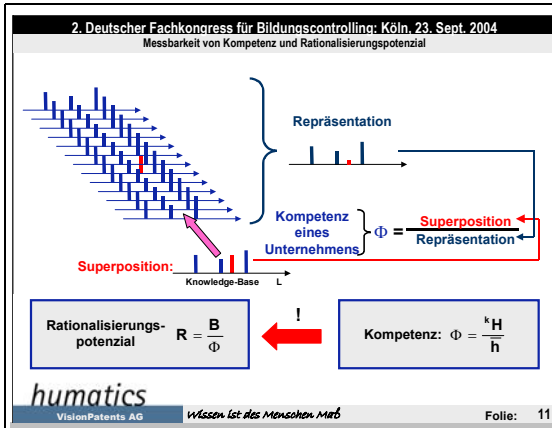 2. Deutscher Fachkongress für Bildungscontrolling: Köln, 23. Sept. 2004
Messbarkeit von Kompetenz und Rationalisierungspotenzial
Repräsentation
Kompetenz
eines
Unternehmens
Φ =
Superposition
Repräsentation
Superposition:
Knowledge-Base L
Rationalisierungs-
potenzial
R = B
Φ
!
Kompetenz: Φ = ᵏH
h̅
humatics
VisionPatents AG
Wissen ist des Menschen Maß
Folie: 11